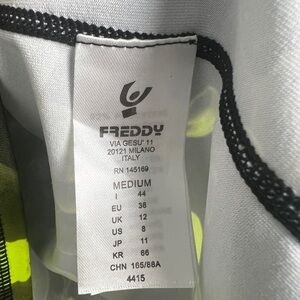 FREDDY
VIA GESU' 11
20121 MILANO
ITALY
RN 145169
MEDIUM
I 44
EU 38
UK 12
US 8
JP 11
KR 66
CHN 165/88A
4415